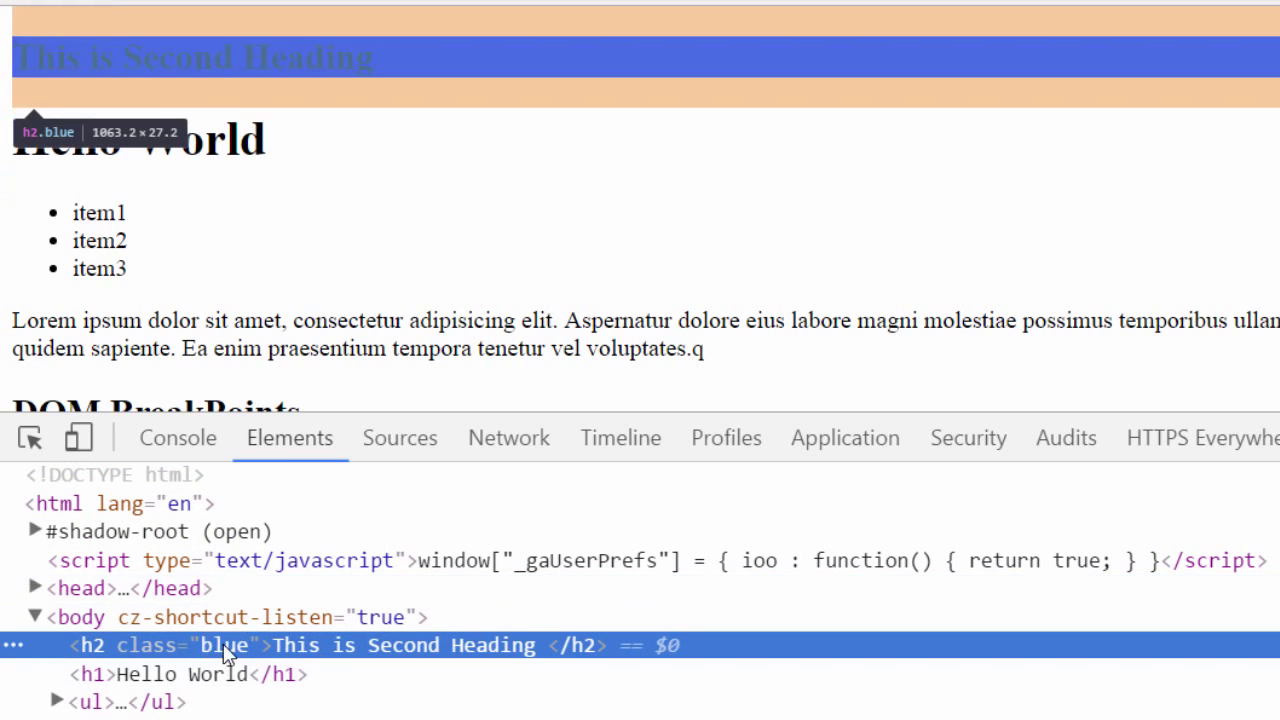 This is Second Heading
h2.blue 1063.2 × 27.2
Hello World
• item1
• item2
• item3
Lorem ipsum dolor sit amet, consectetur adipisicing elit. Aspernatur dolore eius labore magni molestiae possimus temporibus ullam
quidem sapiente. Ea enim praesentium tempora tenetur vel voluptates.q
DOM BreakPoints
Console Elements Sources Network Timeline Profiles Application Security Audits HTTPS Everywhe
<!DOCTYPE html>
<html lang="en">
▶#shadow-root (open)
<script type="text/javascript">window["_gaUserPrefs"] = { ioo : function() { return true; } }</script>
▶<head>…</head>
▼<body cz-shortcut-listen="true">
… <h2 class="blue">This is Second Heading </h2> == $0
<h1>Hello World</h1>
▶<ul>…</ul>